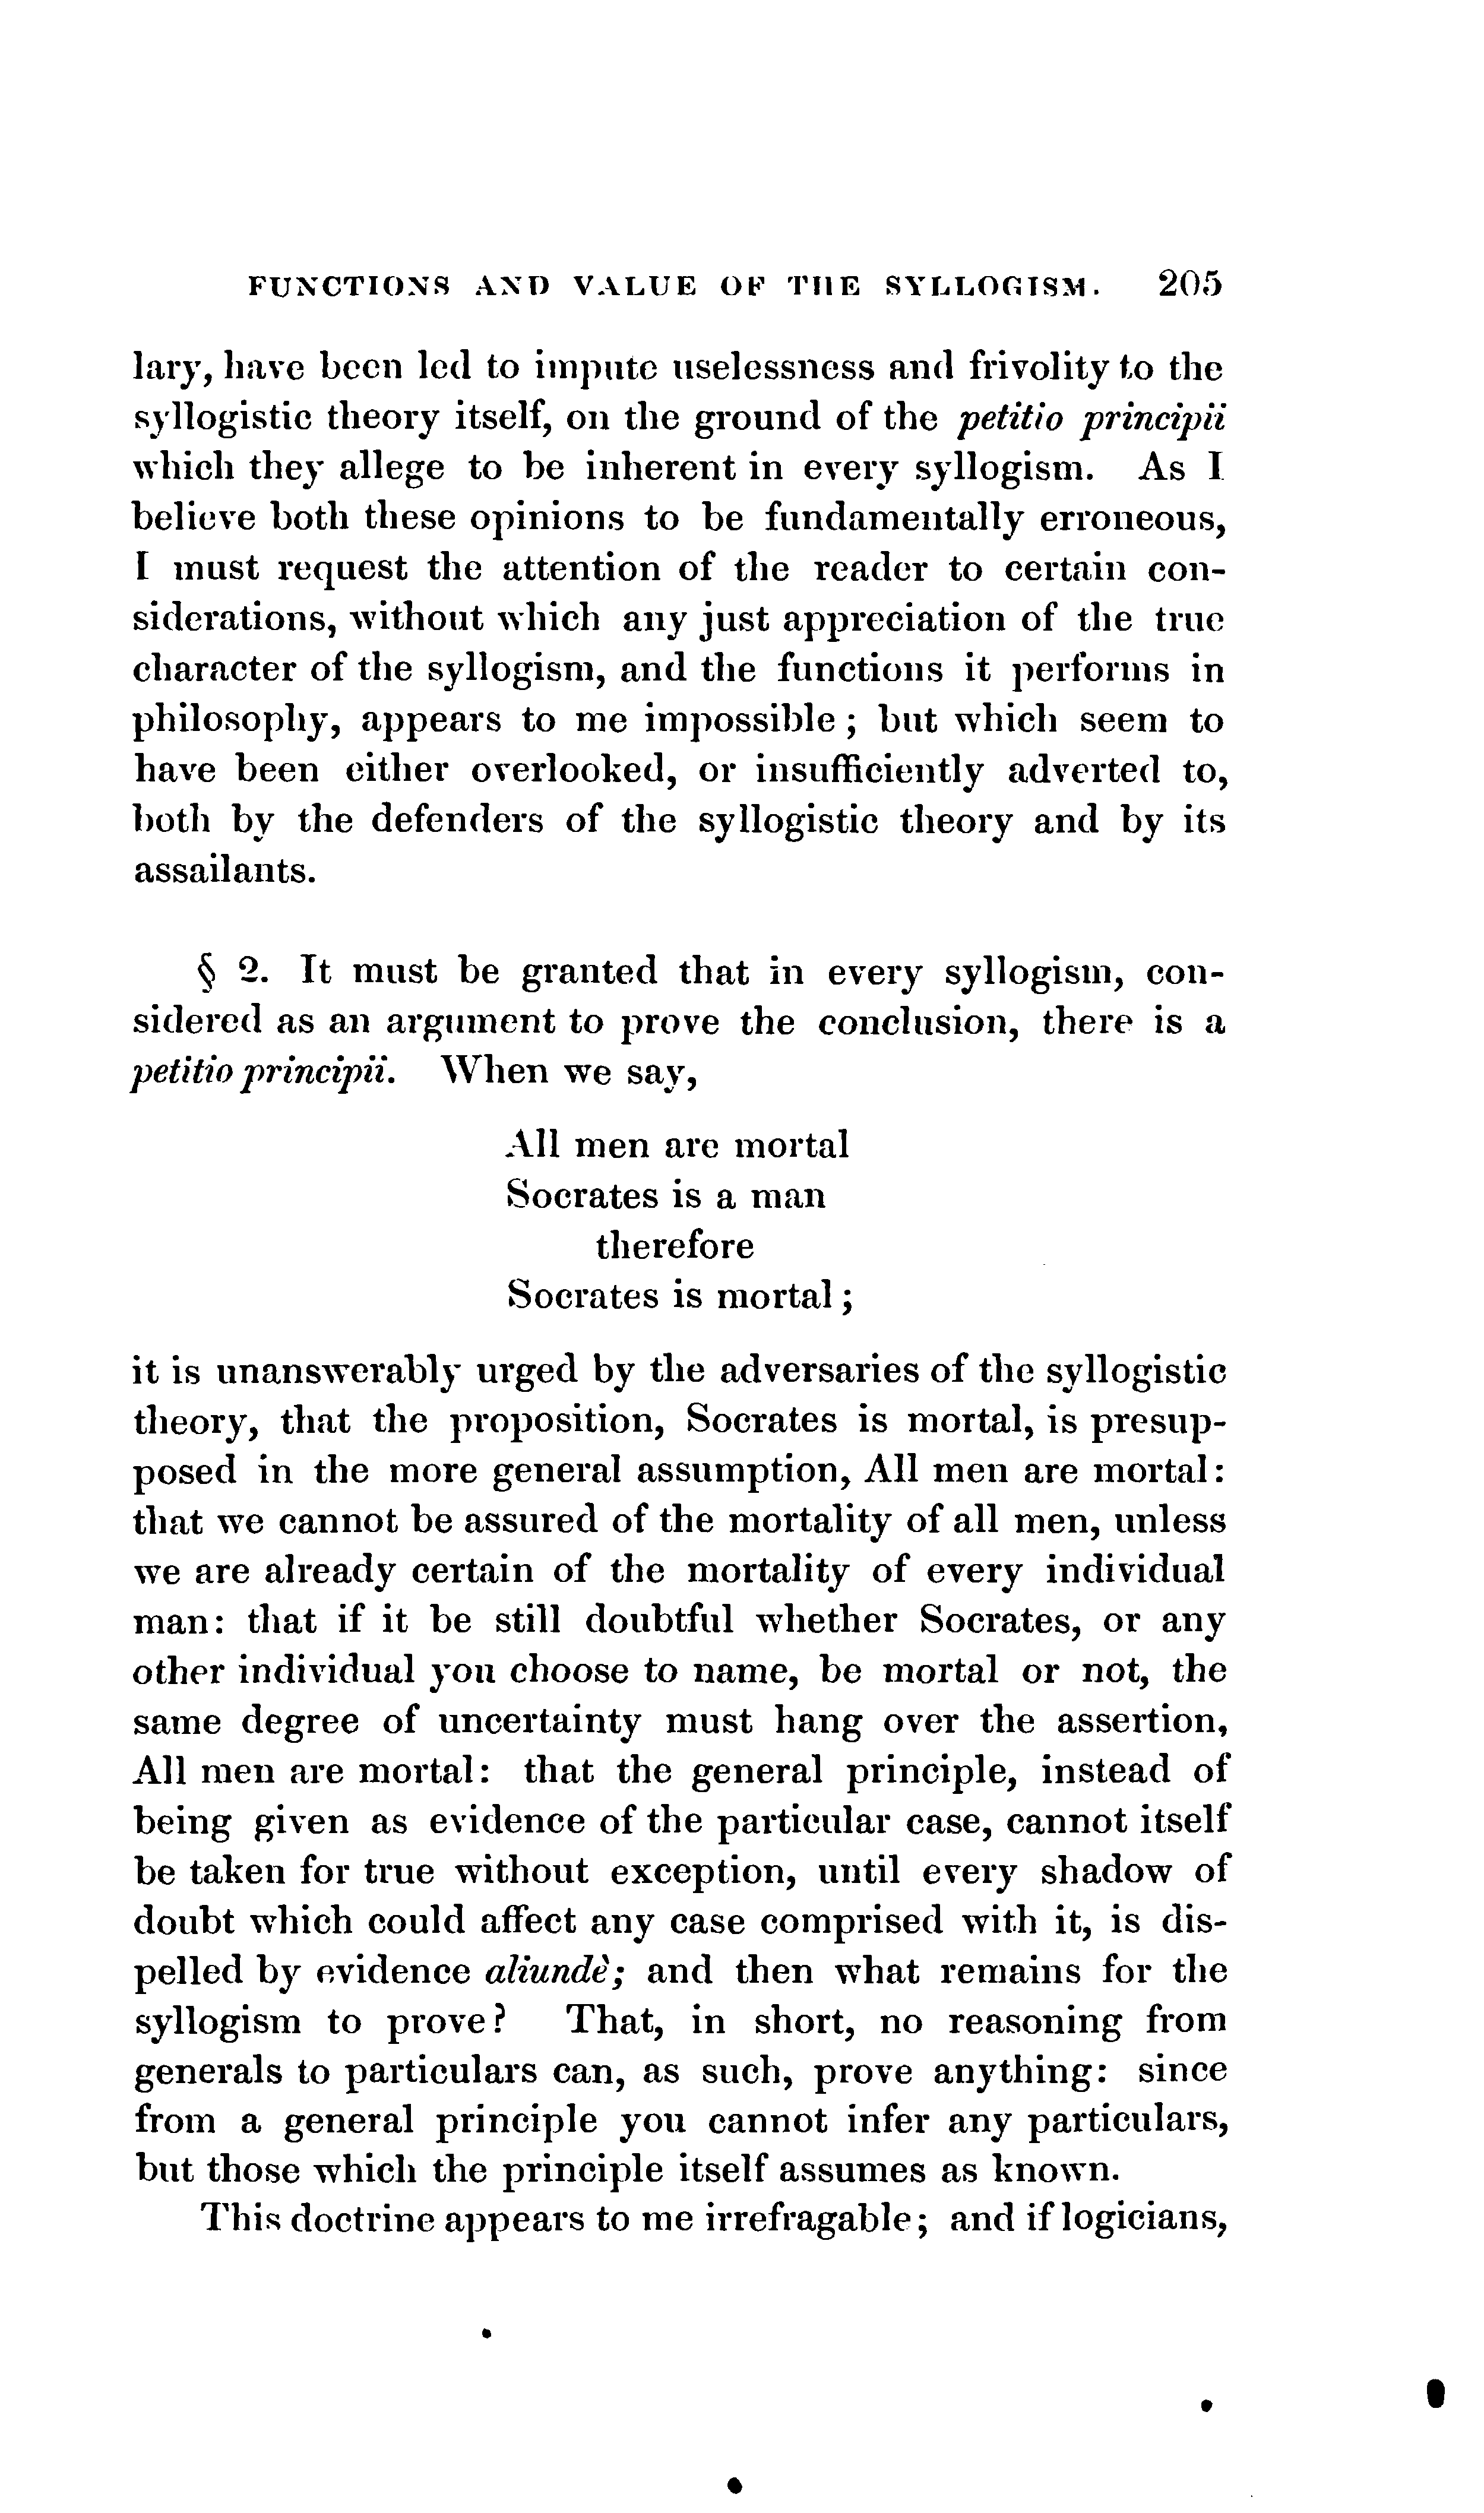 FUNCTIONS AND VALUE OF THE SYLLOGISM. 205
lary, have been led to impute uselessness and frivolity to the
syllogistic theory itself, on the ground of the petitio principii
which they allege to be inherent in every syllogism. As I
believe both these opinions to be fundamentally erroneous,
I must request the attention of the reader to certain con-
siderations, without which any just appreciation of the true
character of the syllogism, and the functions it performs in
philosophy, appears to me impossible; but which seem to
have been either overlooked, or insufficiently adverted to,
both by the defenders of the syllogistic theory and by its
assailants.
§ 2. It must be granted that in every syllogism, con-
sidered as an argument to prove the conclusion, there is a
petitio principii. When we say,
All men are mortal
Socrates is a man
therefore
Socrates is mortal;
it is unanswerably urged by the adversaries of the syllogistic
theory, that the proposition, Socrates is mortal, is presup-
posed in the more general assumption, All men are mortal:
that we cannot be assured of the mortality of all men, unless
we are already certain of the mortality of every individual
man: that if it be still doubtful whether Socrates, or any
other individual you choose to name, be mortal or not, the
same degree of uncertainty must hang over the assertion,
All men are mortal: that the general principle, instead of
being given as evidence of the particular case, cannot itself
be taken for true without exception, until every shadow of
doubt which could affect any case comprised with it, is dis-
pelled by evidence aliundè; and then what remains for the
syllogism to prove? That, in short, no reasoning from
generals to particulars can, as such, prove anything: since
from a general principle you cannot infer any particulars,
but those which the principle itself assumes as known.
This doctrine appears to me irrefragable; and if logicians,